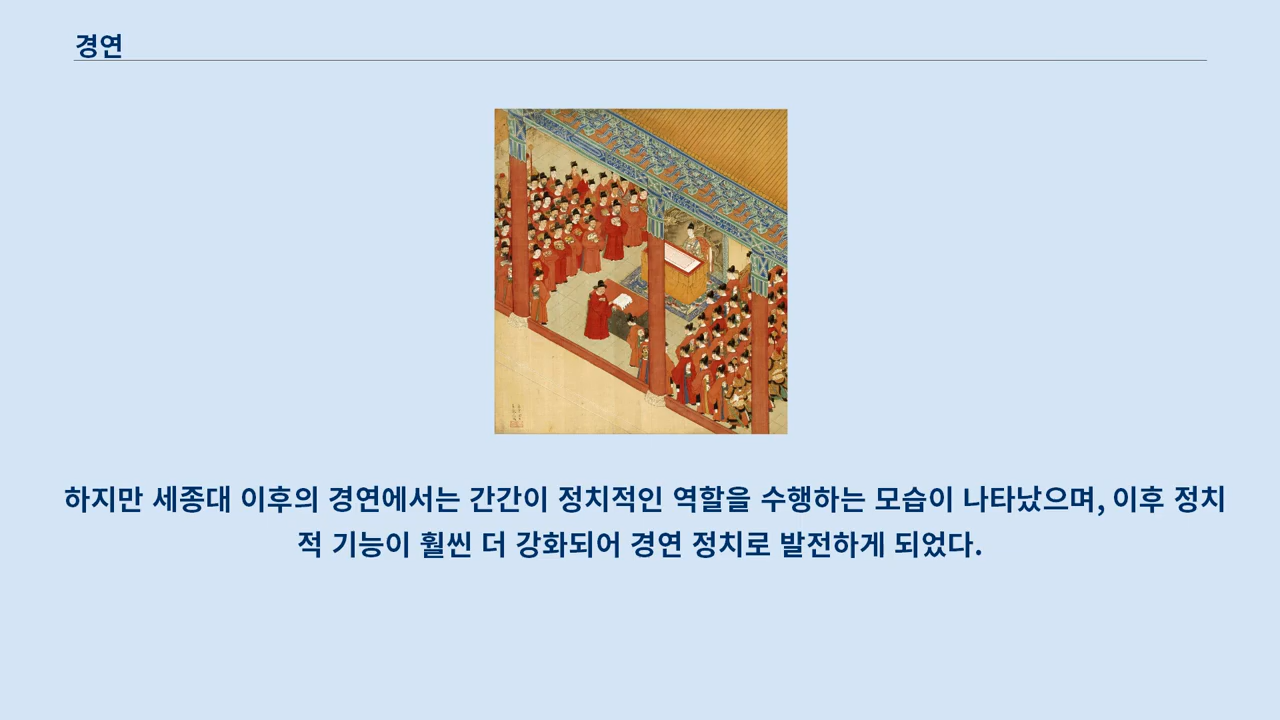 경연
하지만 세종대 이후의 경연에서는 간간이 정치적인 역할을 수행하는 모습이 나타났으며, 이후 정치
적 기능이 훨씬 더 강화되어 경연 정치로 발전하게 되었다.